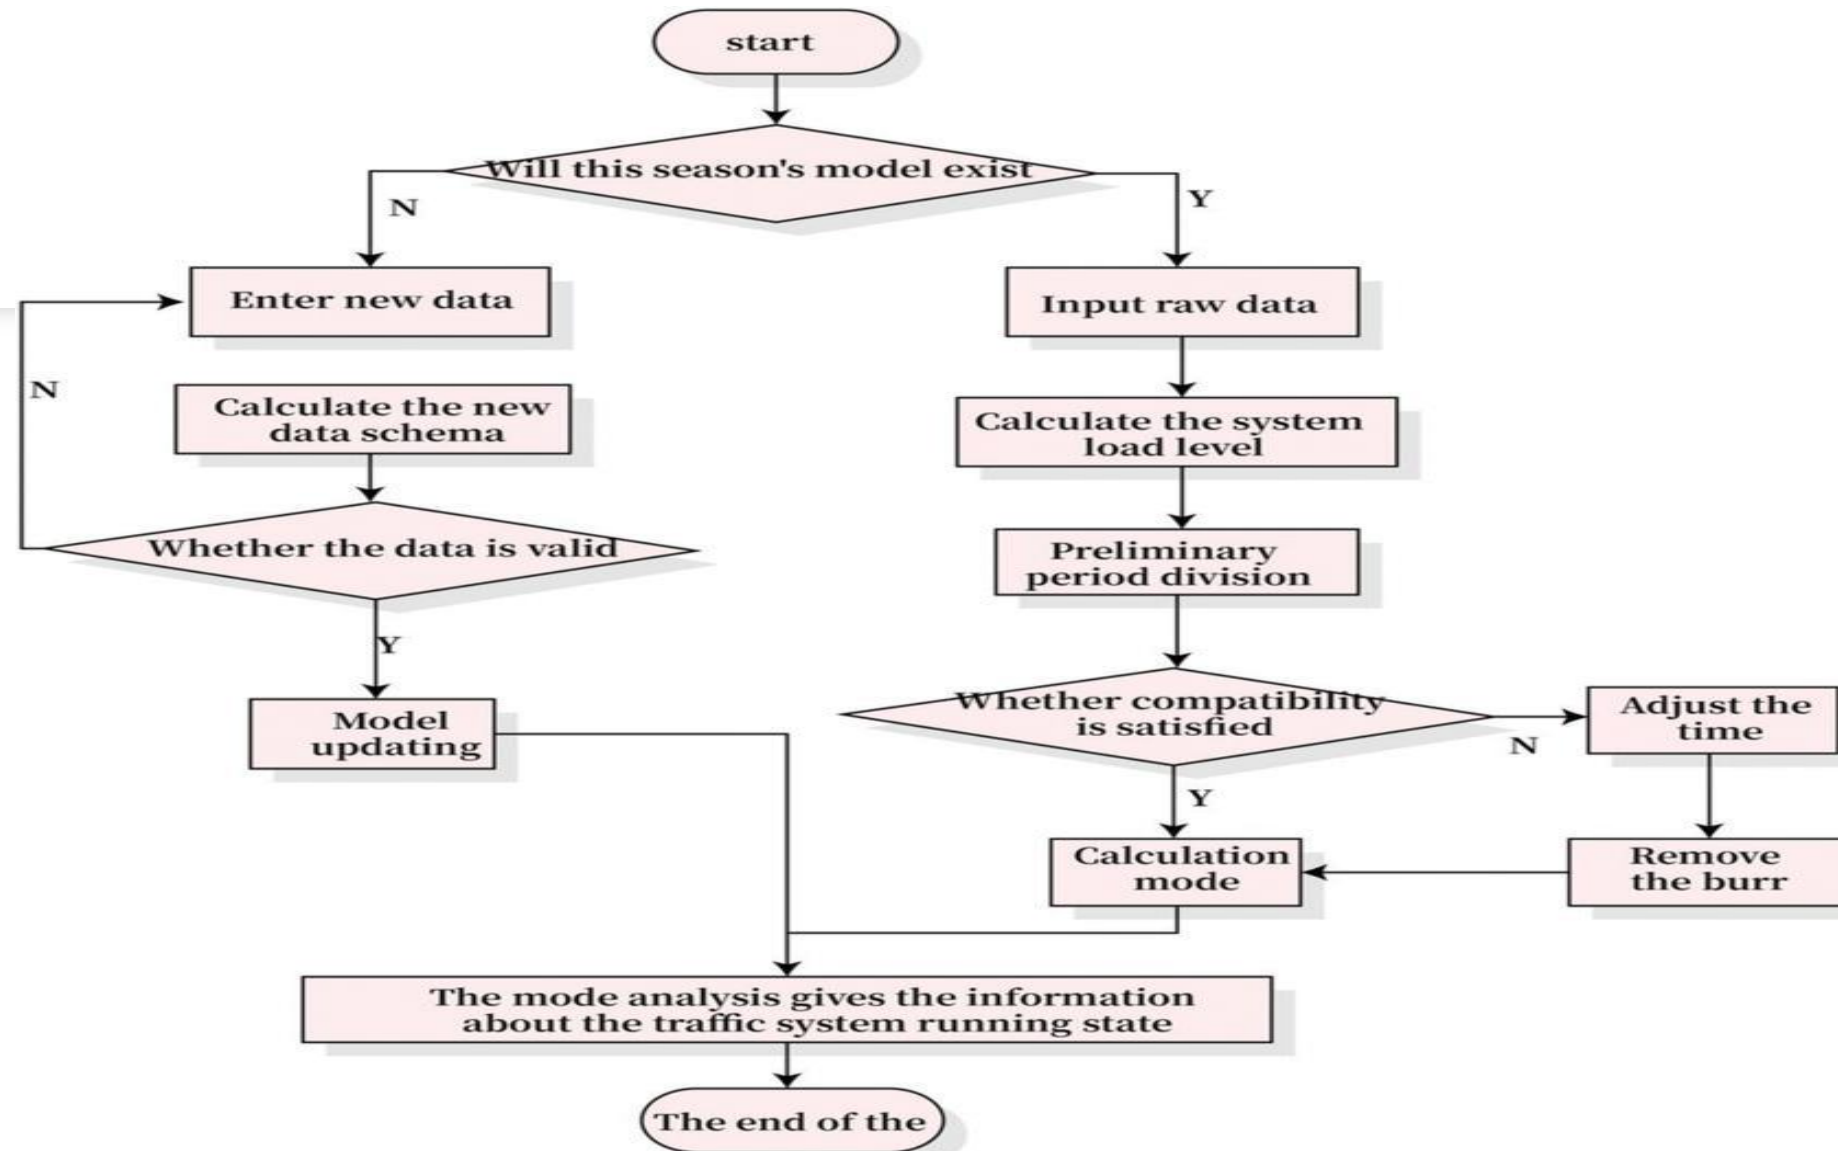 start
Will this season's model exist
N
Y
Enter new data
Input raw data
N
Calculate the new
data schema
Calculate the system
load level
Whether the data is valid
Preliminary
period division
Y
Model
updating
Whether compatibility
is satisfied
N
Adjust the
time
Y
Calculation
mode
Remove
the burr
The mode analysis gives the information
about the traffic system running state
The end of the